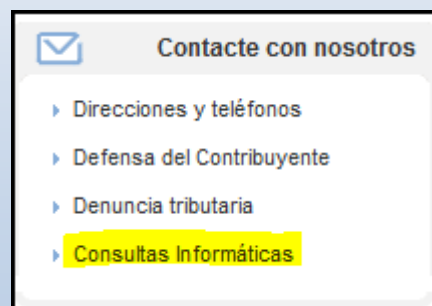 Contacte con nosotros
Direcciones y teléfonos
Defensa del Contribuyente
Denuncia tributaria
Consultas Informáticas